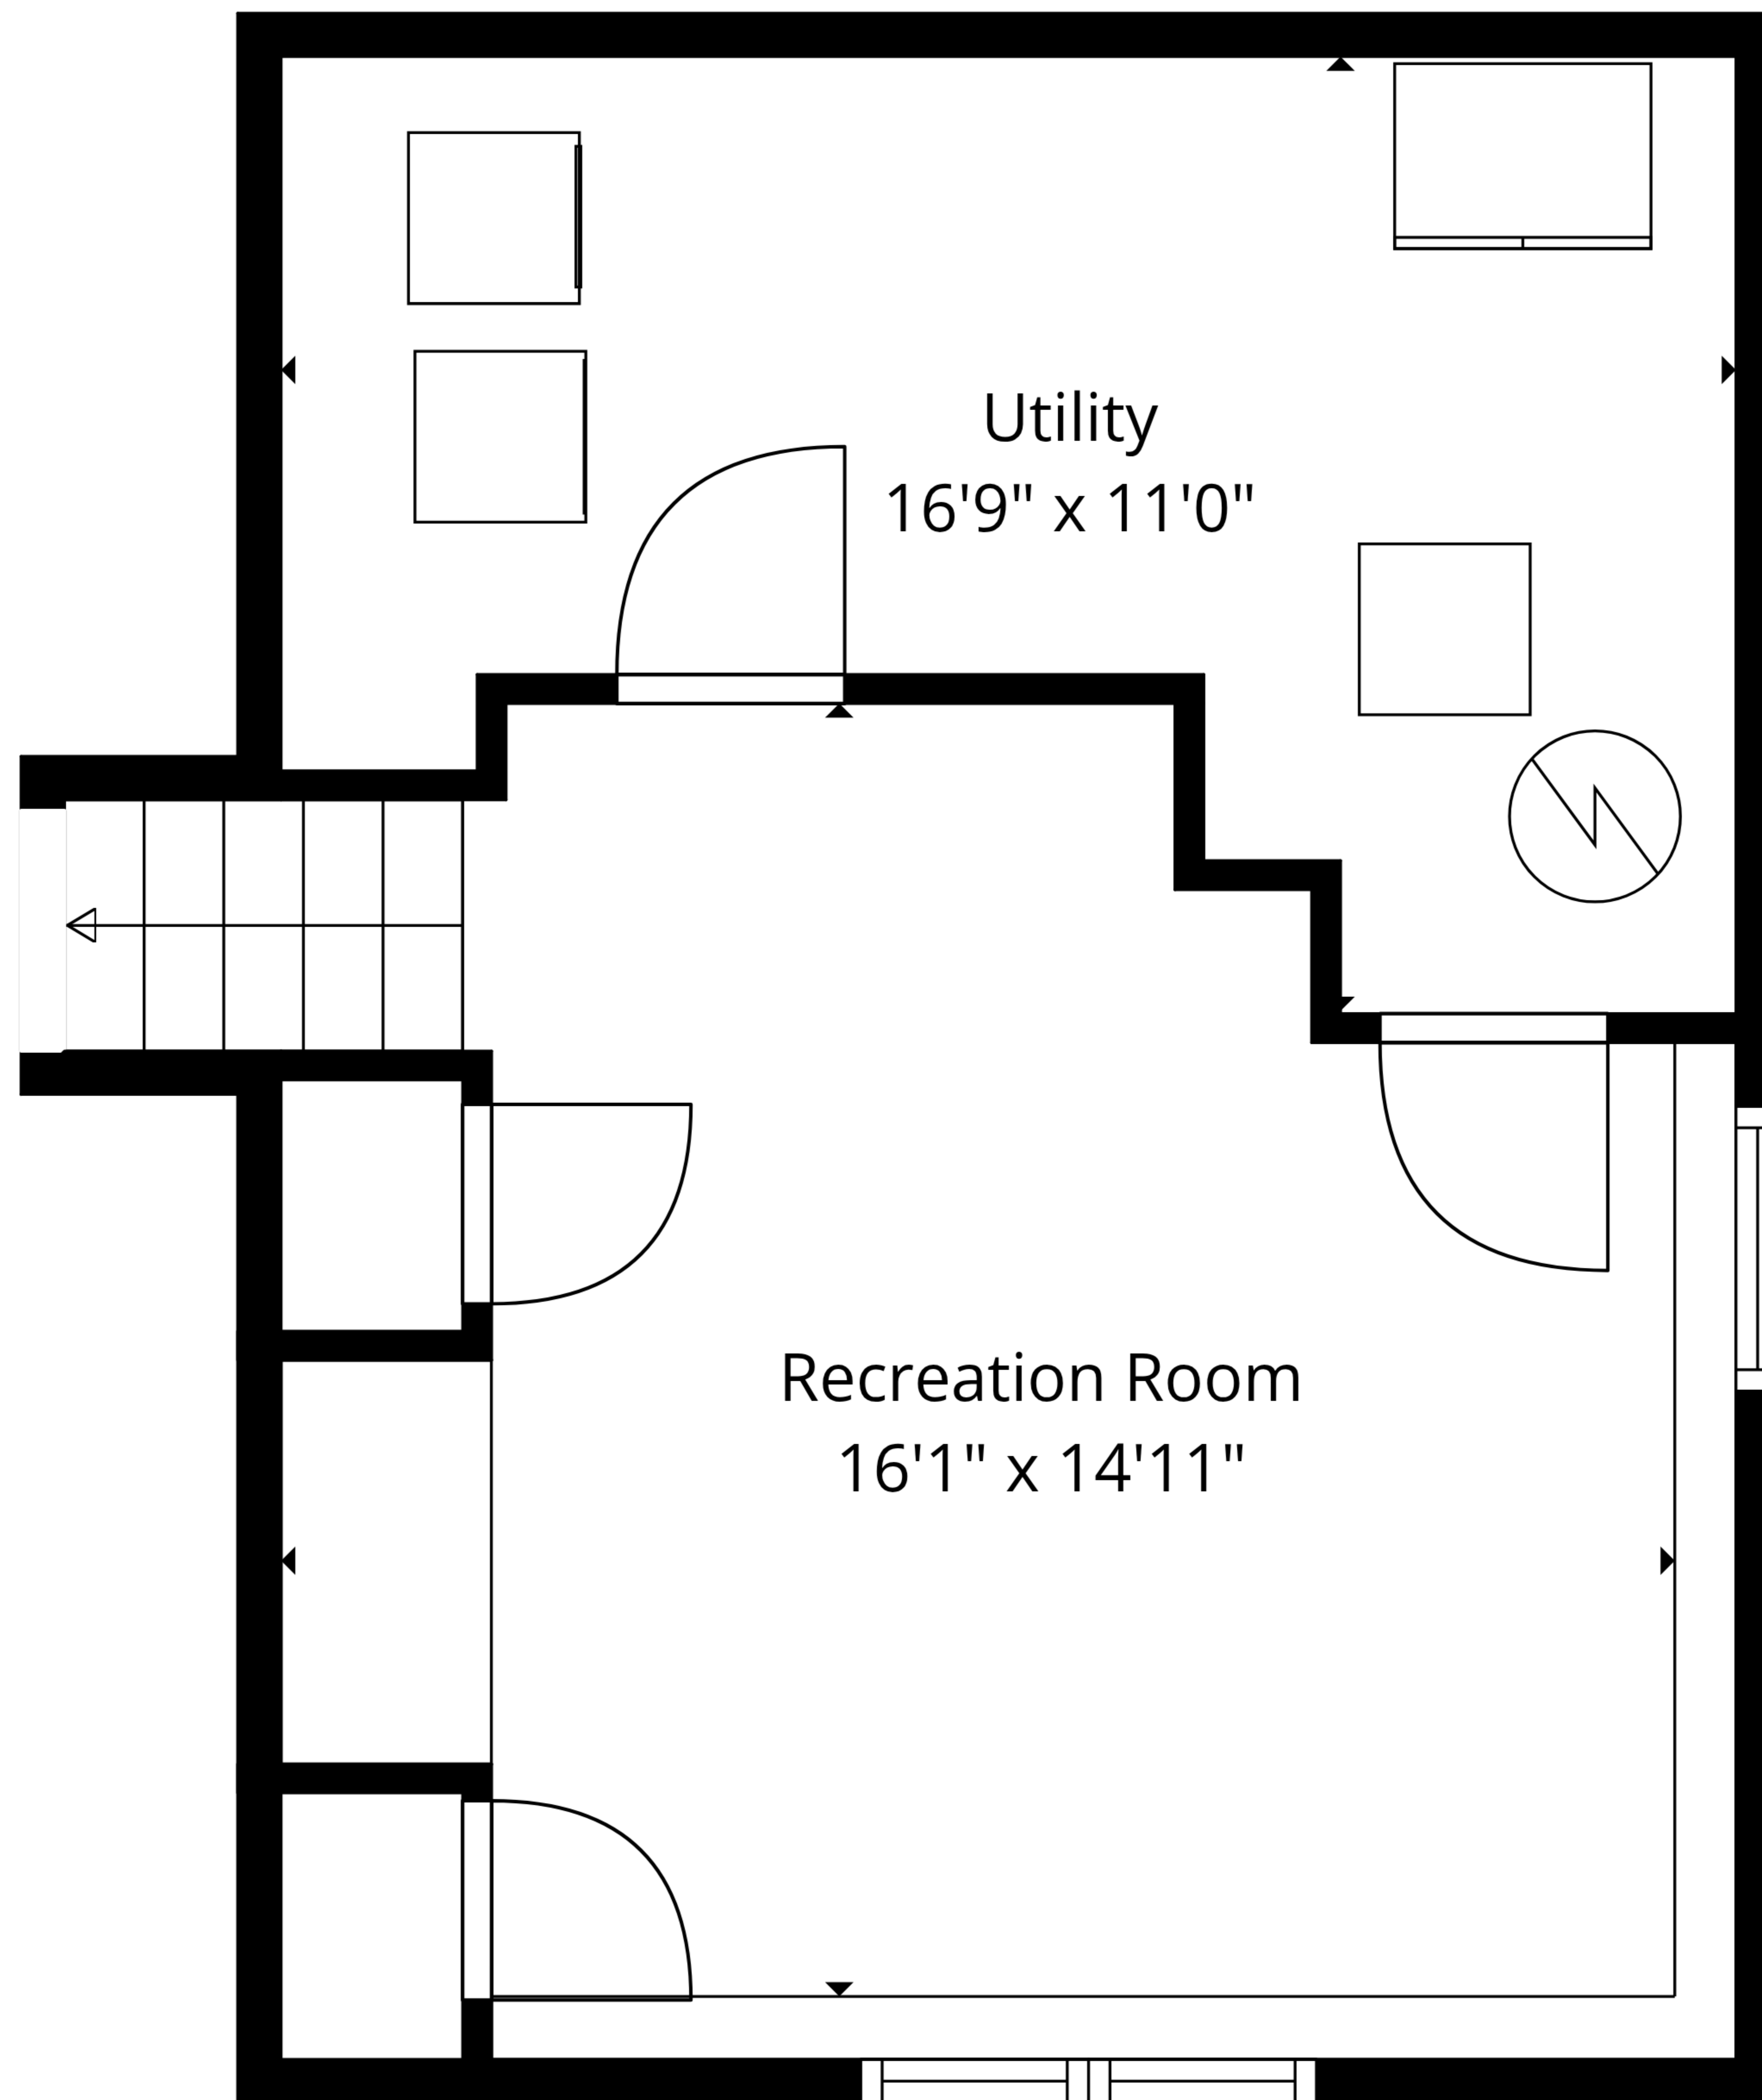 Utility
16'9" x 11'0"
Recreation Room
16'1" x 14'11"